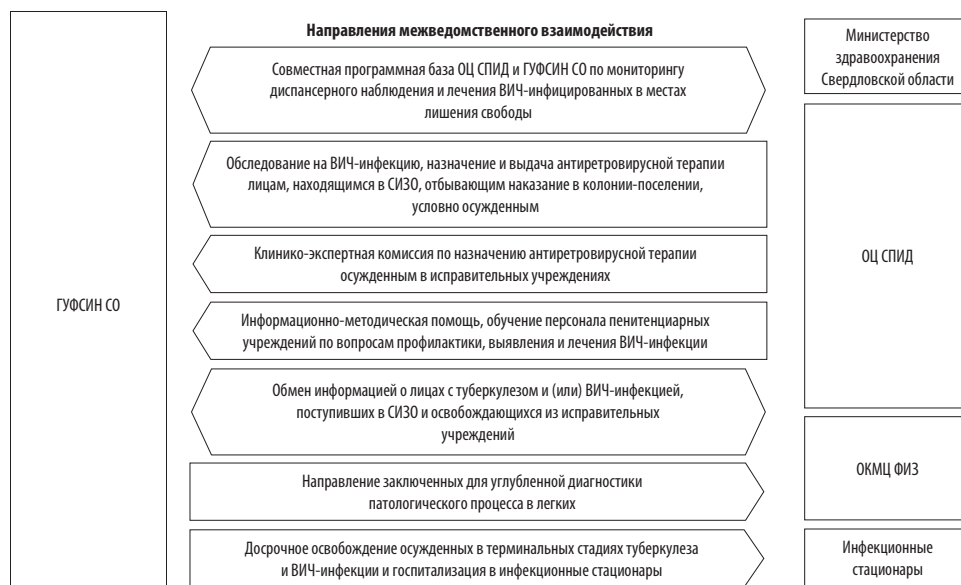 Направления межведомственного взаимодействия
ГУФСИН СО
Совместная программная база ОЦ СПИД и ГУФСИН СО по мониторингу
диспансерного наблюдения и лечения ВИЧ-инфицированных в местах
лишения свободы
Обследование на ВИЧ-инфекцию, назначение и выдача антиретровирусной терапии
лицам, находящимся в СИЗО, отбывающим наказание в колонии-поселении,
условно осужденным
Клинико-экспертная комиссия по назначению антиретровирусной терапии
осужденным в исправительных учреждениях
Информационно-методическая помощь, обучение персонала пенитенциарных
учреждений по вопросам профилактики, выявления и лечения ВИЧ-инфекции
Обмен информацией о лицах с туберкулезом и (или) ВИЧ-инфекцией,
поступивших в СИЗО и освобождающихся из исправительных
учреждений
Направление заключенных для углубленной диагностики
патологического процесса в легких
Досрочное освобождение осужденных в терминальных стадиях туберкулеза
и ВИЧ-инфекции и госпитализация в инфекционные стационары
Министерство
здравоохранения
Свердловской области
ОЦ СПИД
ОКМЦ ФИЗ
Инфекционные
стационары